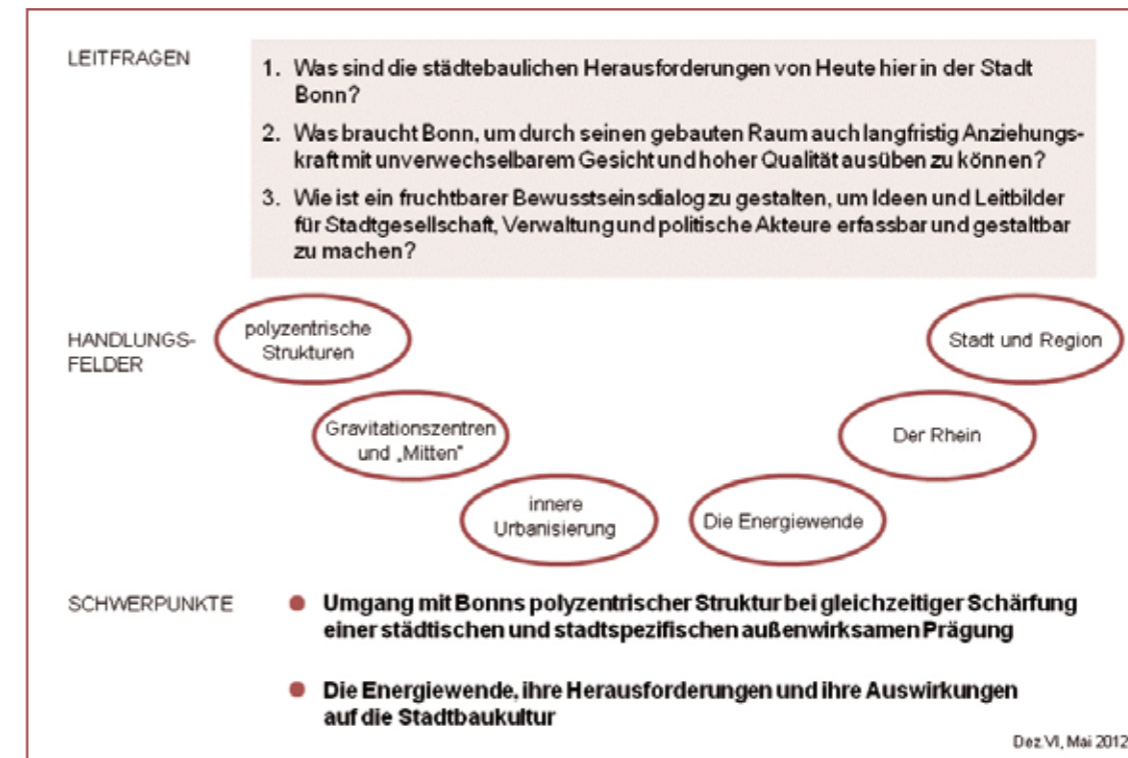 LEITFRAGEN
1. Was sind die städtebaulichen Herausforderungen von Heute hier in der Stadt
Bonn?
2. Was braucht Bonn, um durch seinen gebauten Raum auch langfristig Anziehungs-
kraft mit unverwechselbarem Gesicht und hoher Qualität ausüben zu können?
3. Wie ist ein fruchtbarer Bewusstseinsdialog zu gestalten, um Ideen und Leitbilder
für Stadtgesellschaft, Verwaltung und politische Akteure erfassbar und gestaltbar
zu machen?
HANDLUNGS-
FELDER
polyzentrische
Strukturen
Gravitationszentren
und „Mitten"
innere
Urbanisierung
Die Energiewende
Der Rhein
Stadt und Region
SCHWERPUNKTE
● Umgang mit Bonns polyzentrischer Struktur bei gleichzeitiger Schärfung
einer städtischen und stadtspezifischen außenwirksamen Prägung
● Die Energiewende, ihre Herausforderungen und ihre Auswirkungen
auf die Stadtbaukultur
Dez.VI, Mai 2012